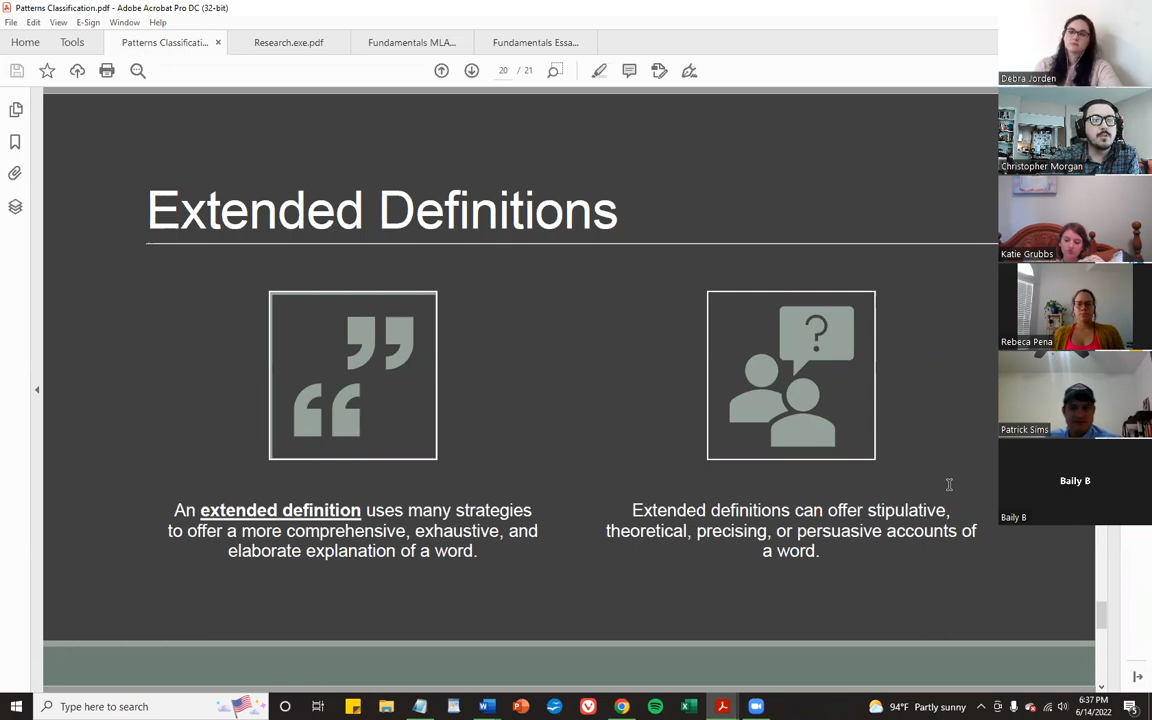 Patterns Classification.pdf - Adobe Acrobat Pro DC (32-bit)
File Edit View E-Sign Window Help
Home Tools Patterns Classificati... × Research.exe.pdf Fundamentals MLA... Fundamentals Essa...
20 / 21
Debra Jorden
Christopher Morgan
Katie Grubbs
Rebeca Pena
Patrick Sims
Baily B
Baily B
Extended Definitions
?
An extended definition uses many strategies
to offer a more comprehensive, exhaustive, and
elaborate explanation of a word.
Extended definitions can offer stipulative,
theoretical, precising, or persuasive accounts of
a word.
Type here to search
94°F Partly sunny
6:37 PM
6/14/2022
5